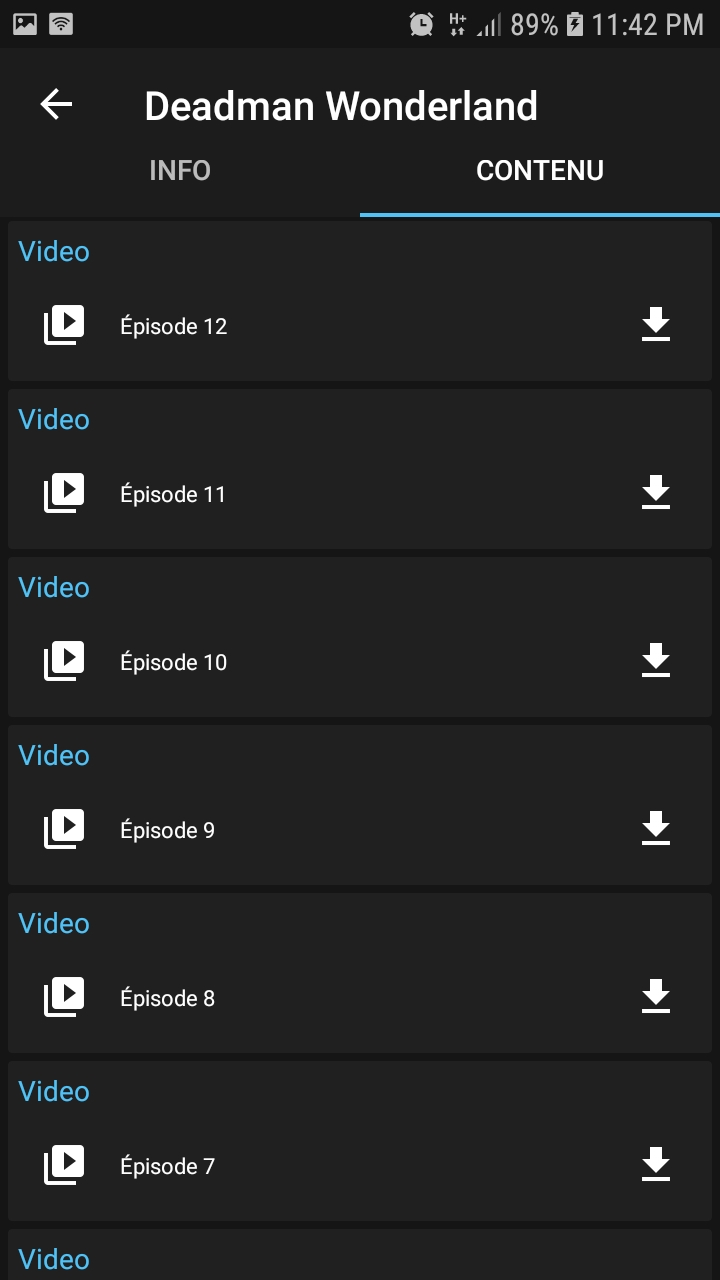 H+ 89% 11:42 PM
Deadman Wonderland
INFO CONTENU
Video
Épisode 12
Video
Épisode 11
Video
Épisode 10
Video
Épisode 9
Video
Épisode 8
Video
Épisode 7
Video